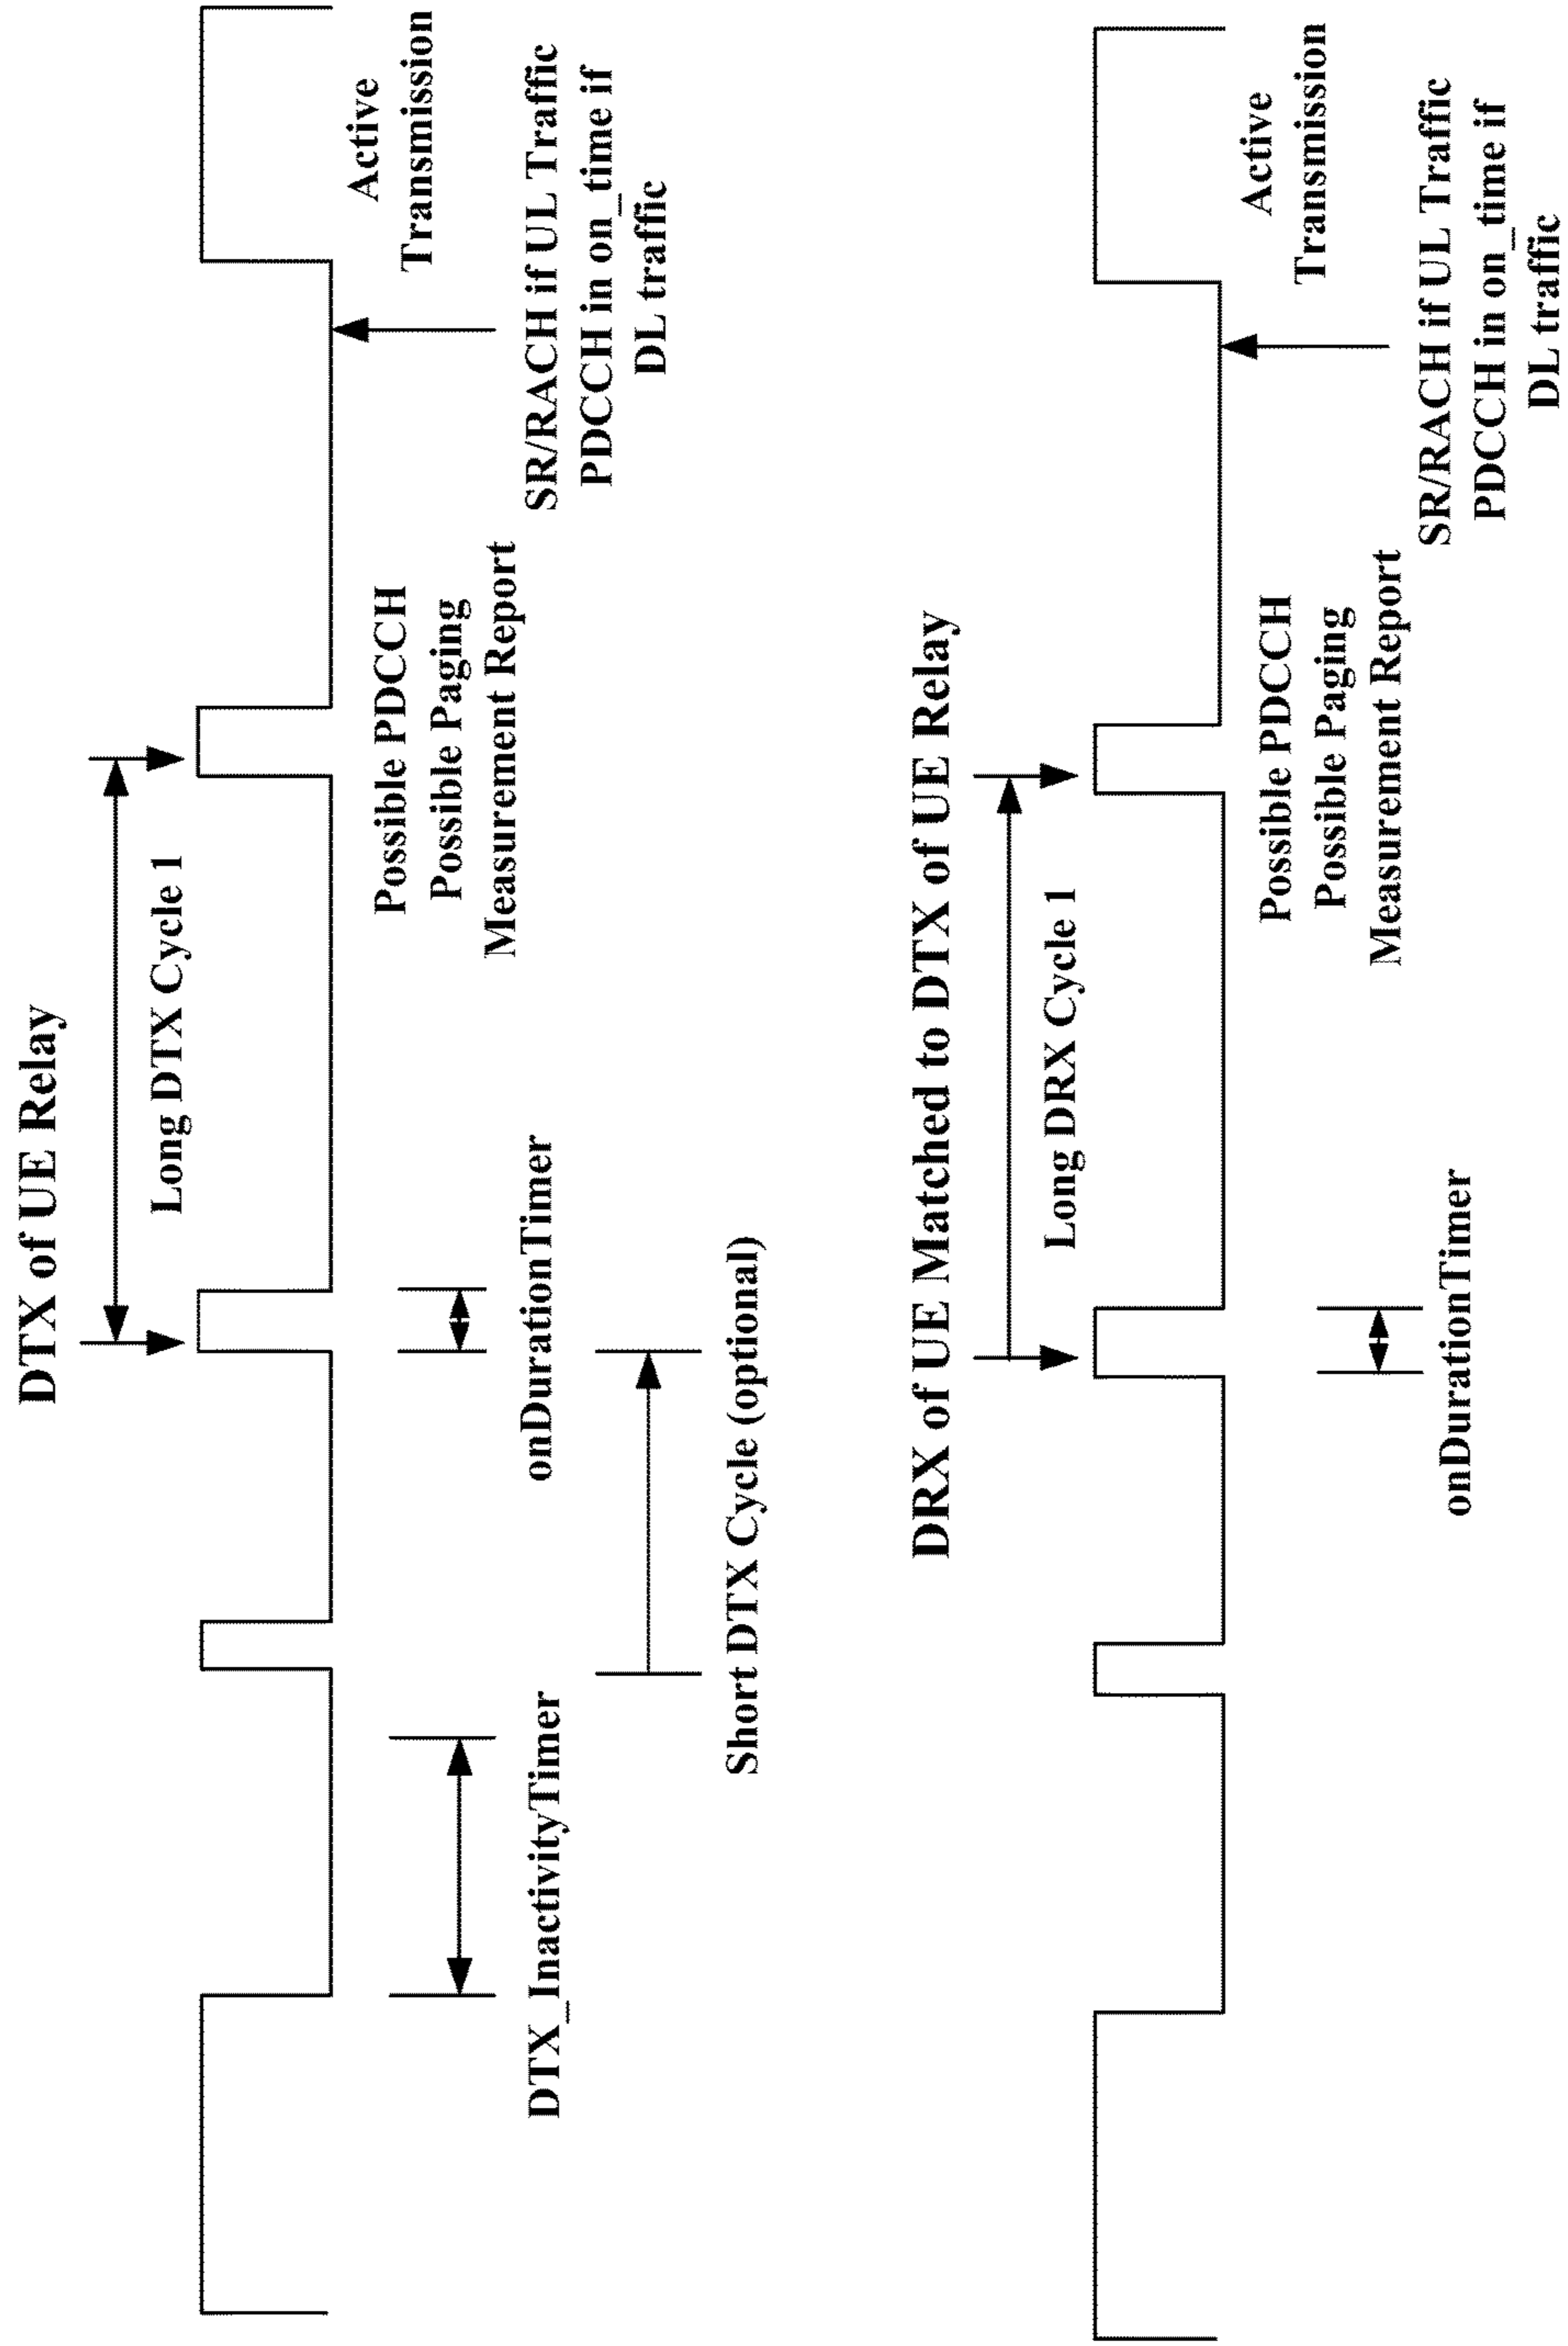 DTX of UE Relay
Long DTX Cycle 1
DTX_InactivityTimer
onDurationTimer
Short DTX Cycle (optional)
Possible PDCCH
Possible Paging
Measurement Report
Active
Transmission
SR/RACH if UL Traffic
PDCCH in on_time if
DL traffic
DRX of UE Matched to DTX of UE Relay
Long DRX Cycle 1
onDurationTimer
Possible PDCCH
Possible Paging
Measurement Report
Active
Transmission
SR/RACH if UL Traffic
PDCCH in on_time if
DL traffic